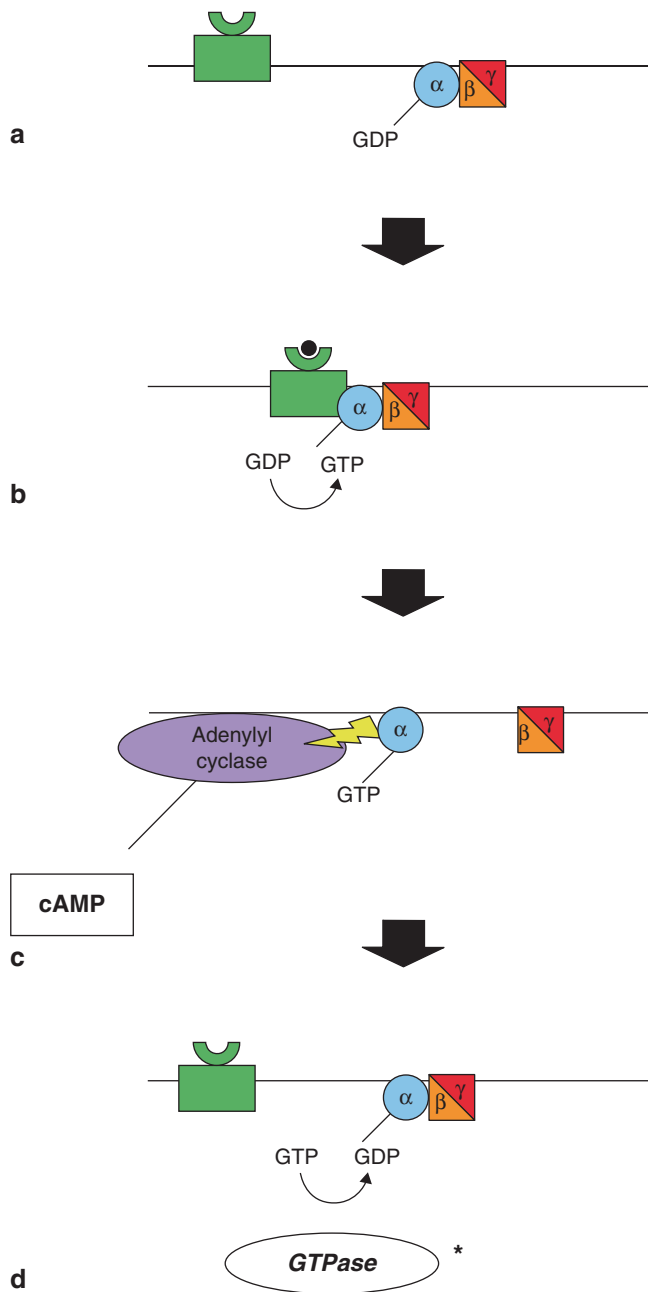 α β γ
GDP
a
α β γ
GDP GTP
b
Adenylyl
cyclase
α
β γ
GTP
cAMP
c
α β γ
GTP GDP
GTPase *
d